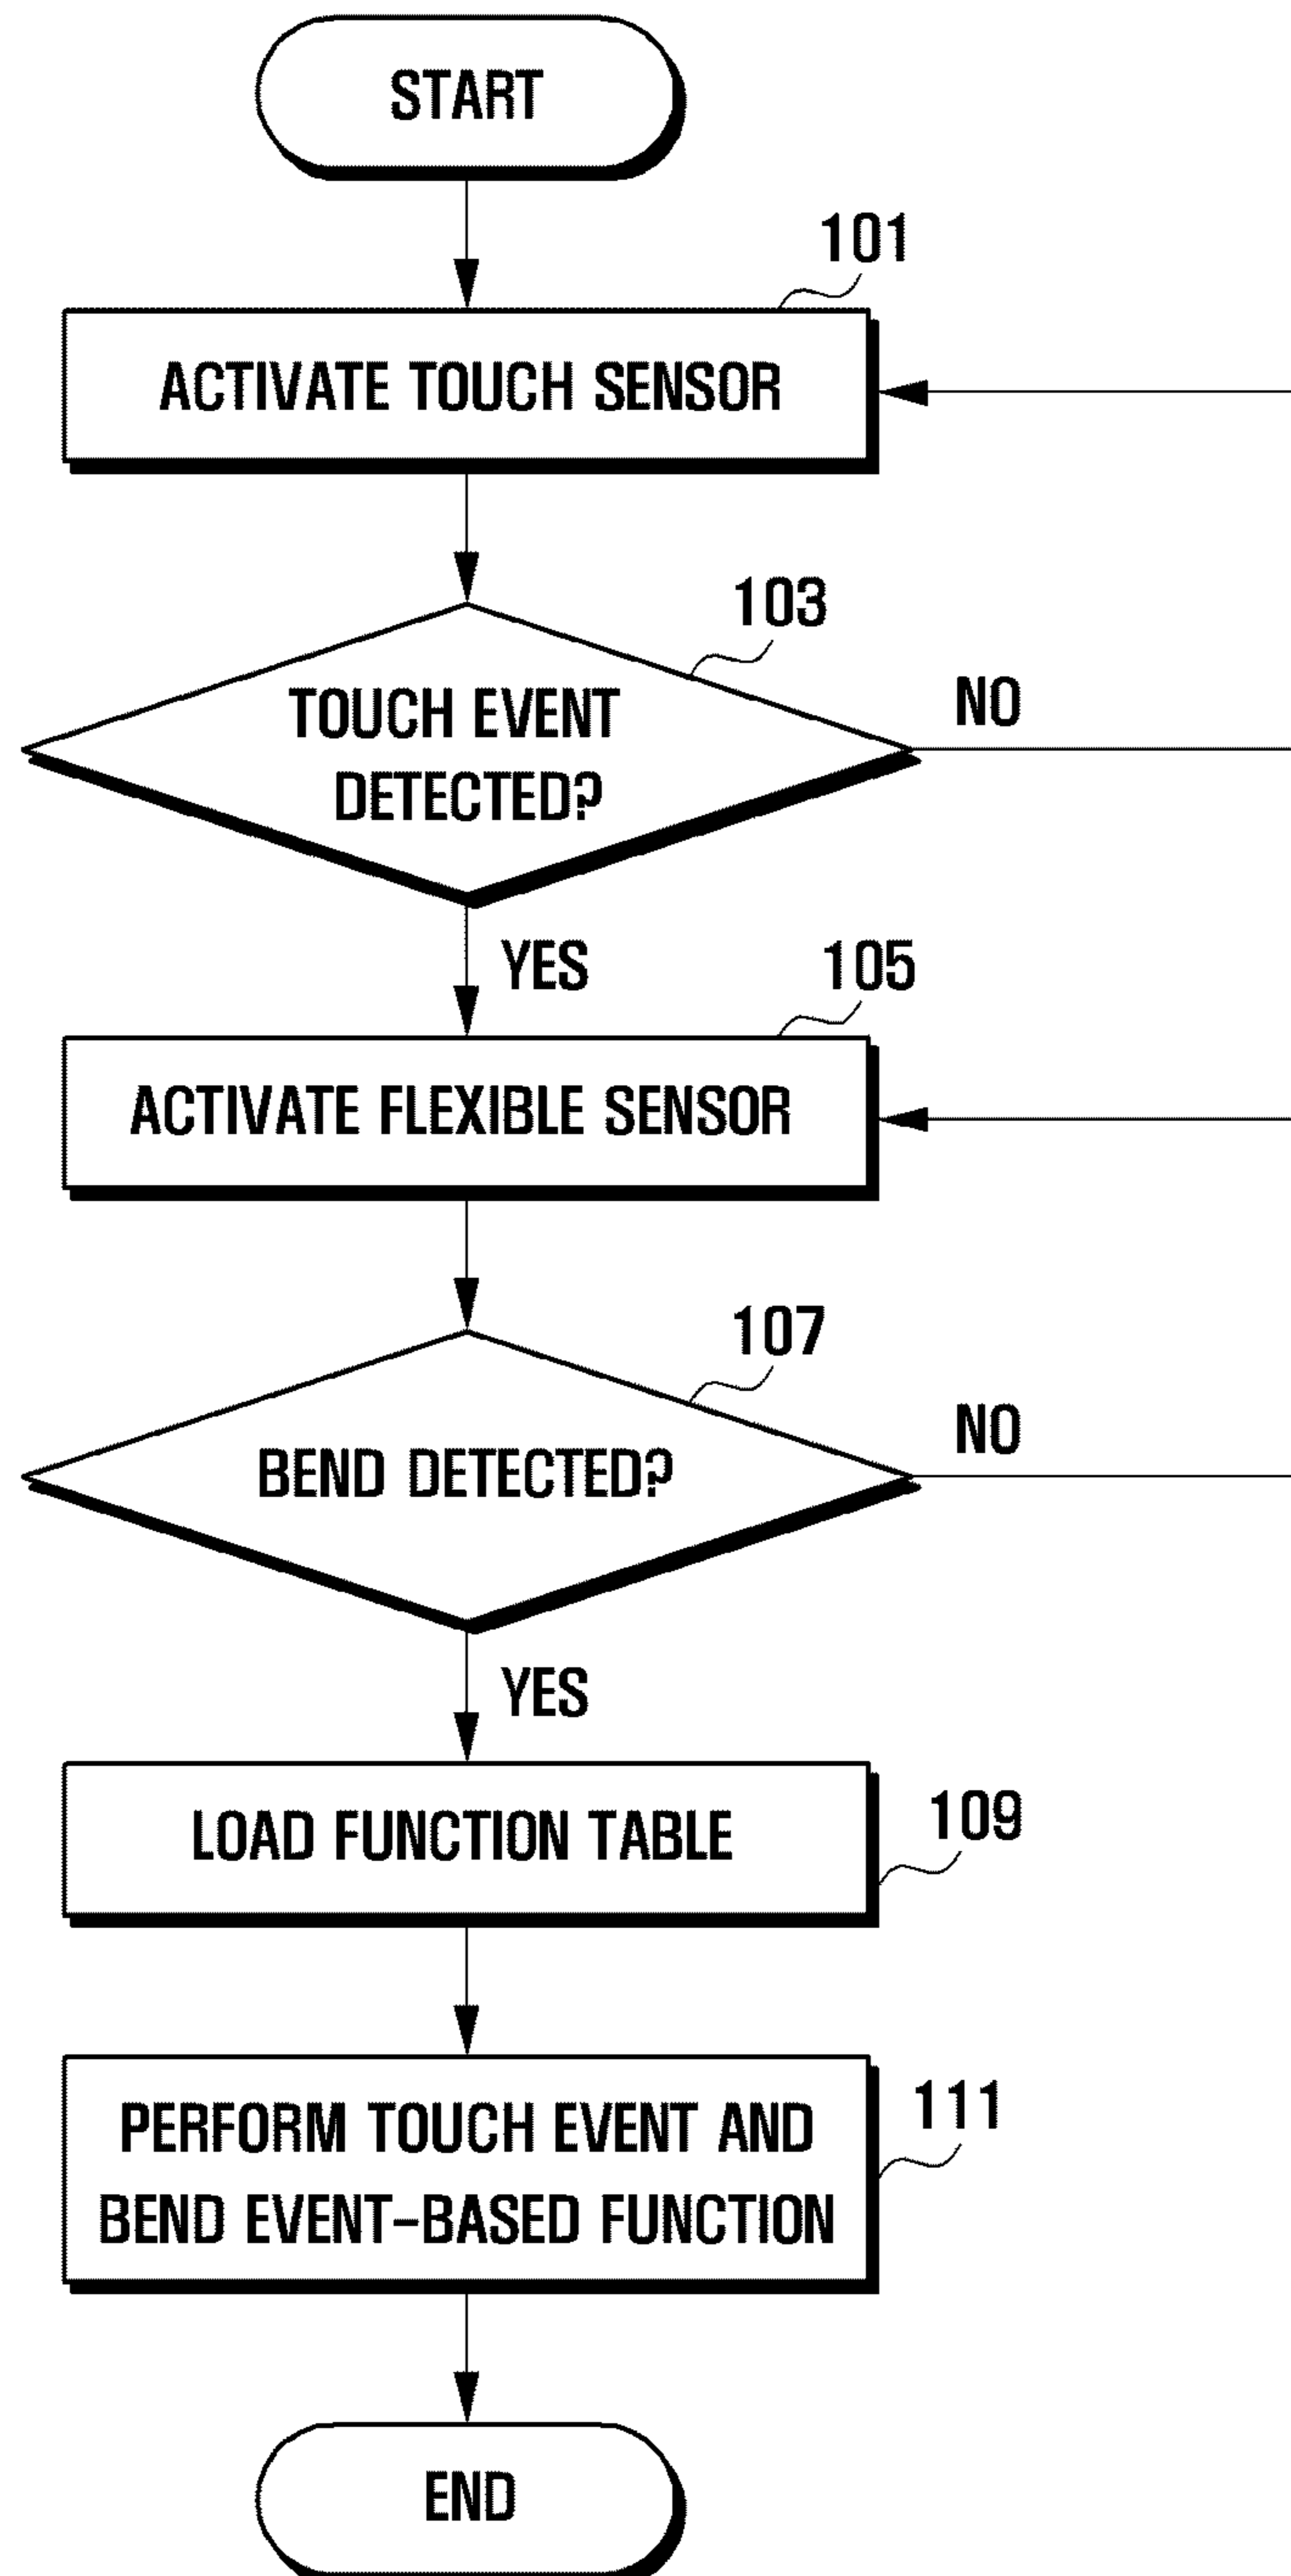 START
101
ACTIVATE TOUCH SENSOR
103
TOUCH EVENT
DETECTED?
NO
YES
105
ACTIVATE FLEXIBLE SENSOR
107
BEND DETECTED?
NO
YES
LOAD FUNCTION TABLE
109
PERFORM TOUCH EVENT AND
BEND EVENT-BASED FUNCTION
111
END